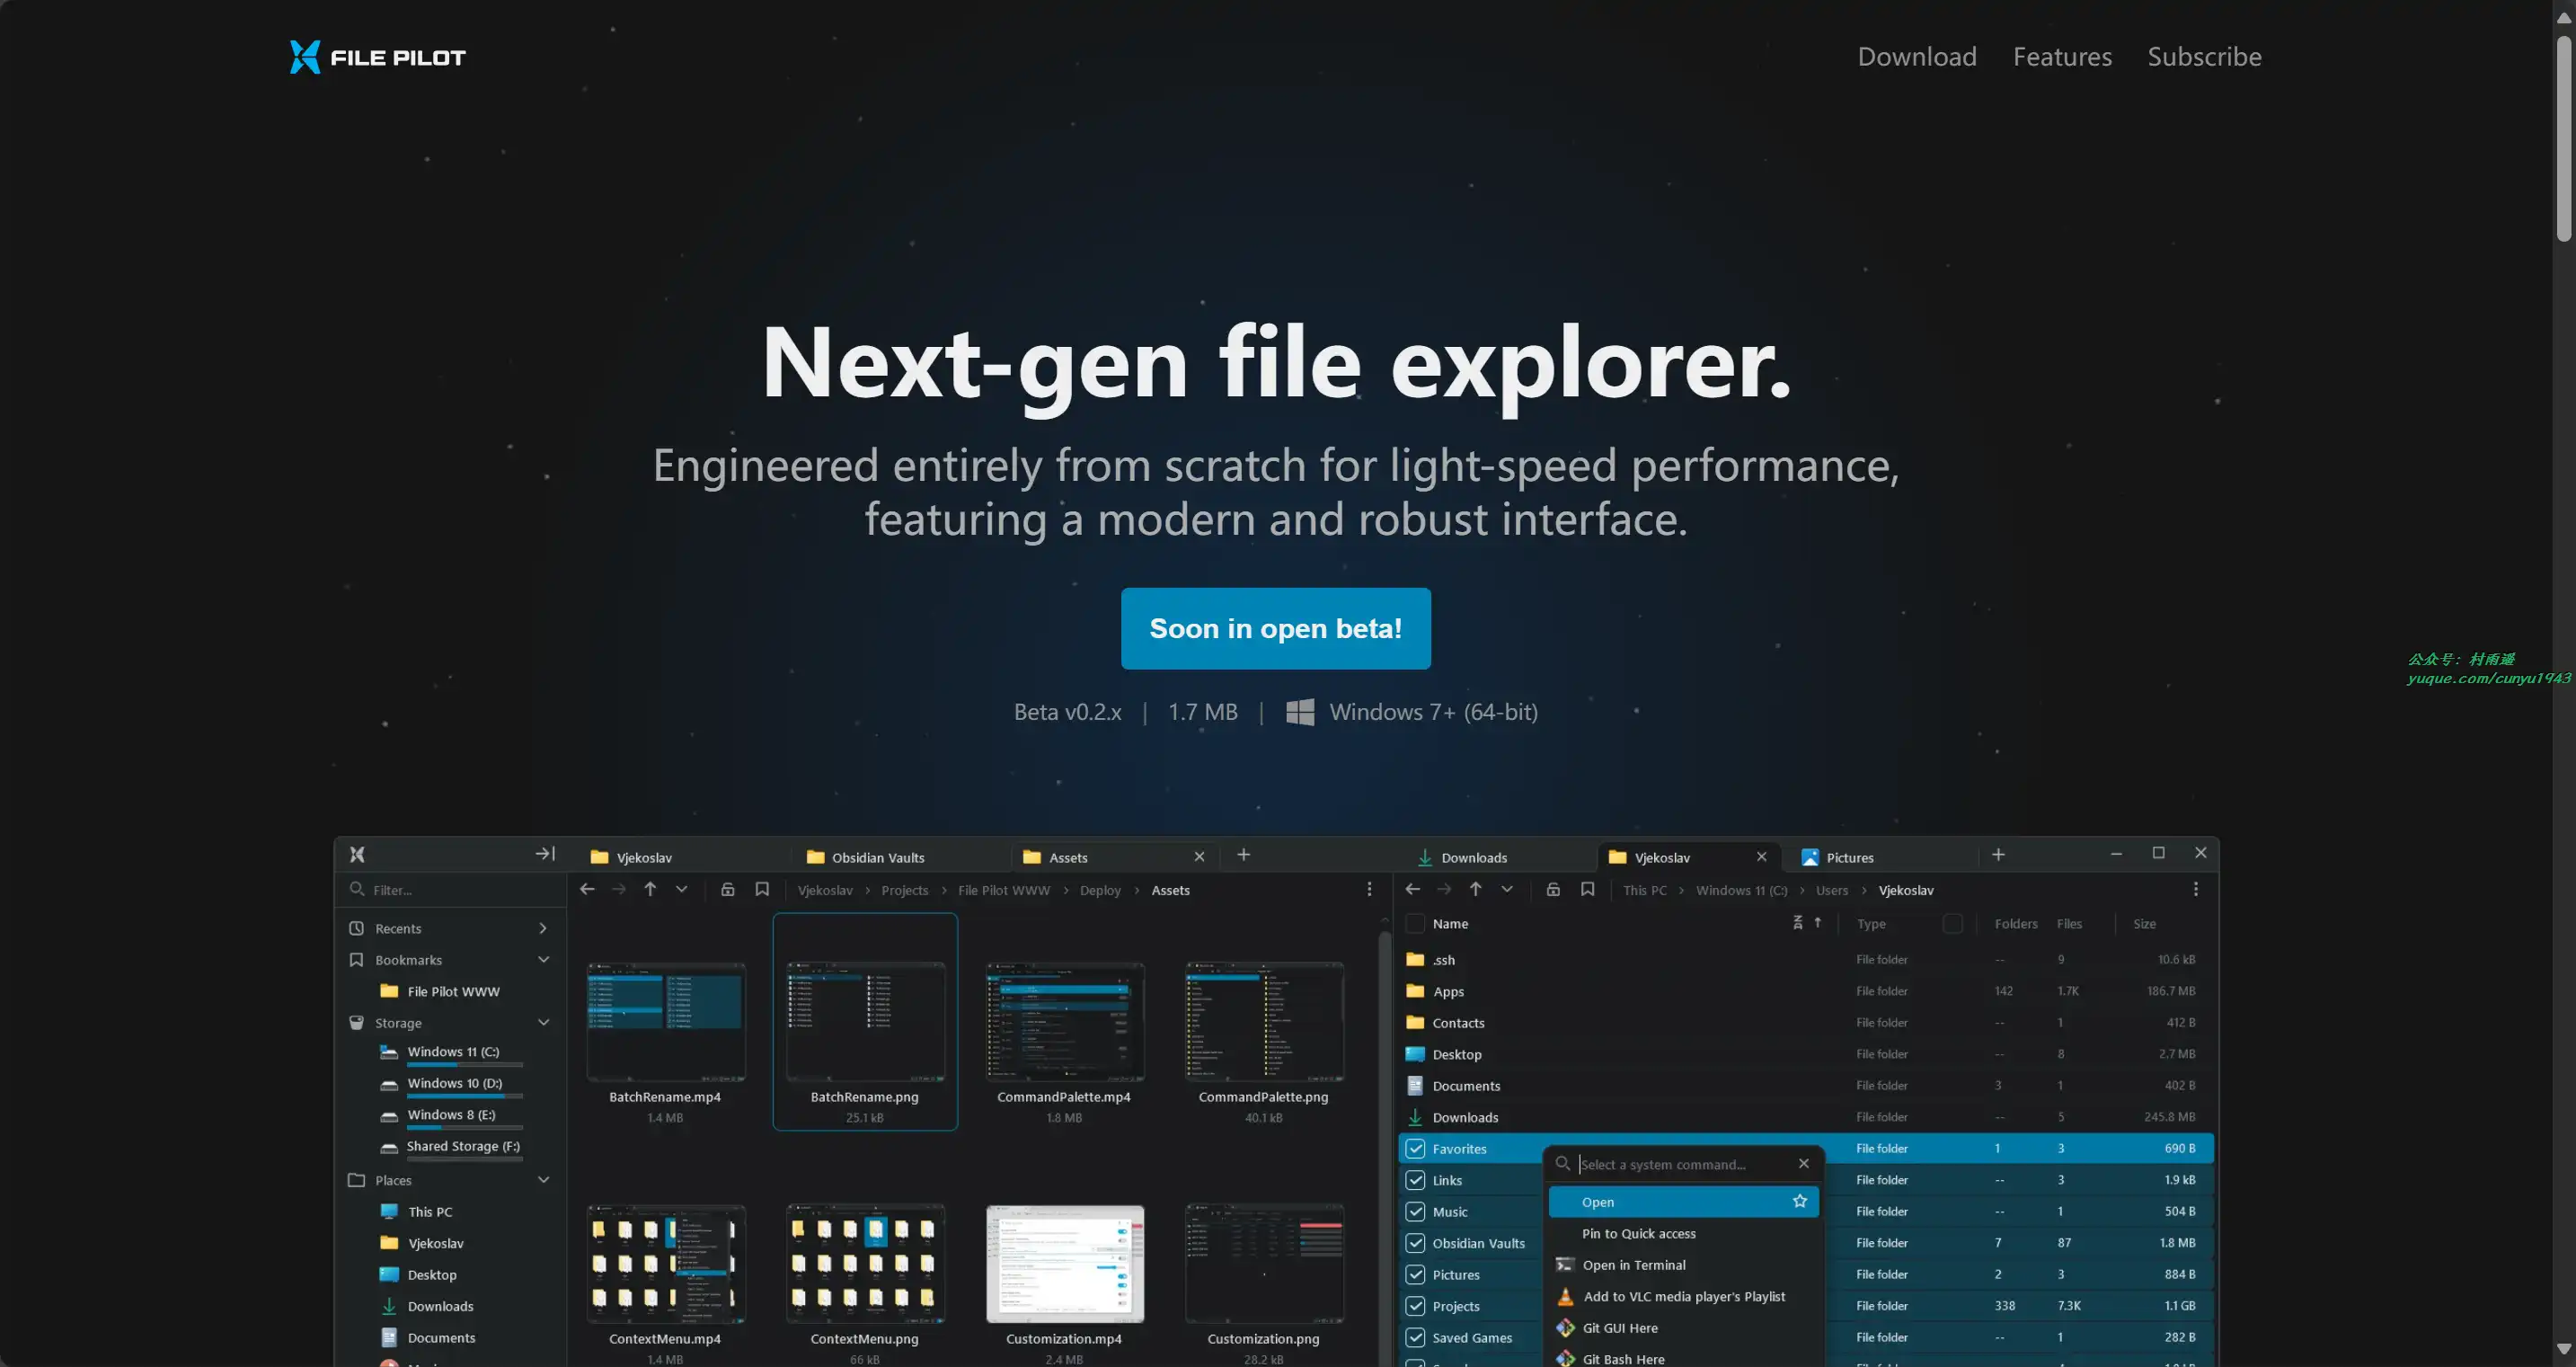 FILE PILOT
Download Features Subscribe
Next-gen file explorer.
Engineered entirely from scratch for light-speed performance,
featuring a modern and robust interface.
Soon in open beta!
Beta v0.2.x | 1.7 MB | Windows 7+ (64-bit)
公众号：村雨遥
yuque.com/cunyu1943
Vjekoslav Obsidian Vaults Assets
Downloads Vjekoslav Pictures
Filter...
Vjekoslav › Projects › File Pilot WWW › Deploy › Assets
This PC › Windows 11 (C:) › Users › Vjekoslav
Recents
Bookmarks
File Pilot WWW
Storage
Windows 11 (C:)
Windows 10 (D:)
Windows 8 (E:)
Shared Storage (F:)
Places
This PC
Vjekoslav
Desktop
Downloads
Documents
BatchRename.mp4 BatchRename.png CommandPalette.mp4 CommandPalette.png
1.4 MB 25.1 kB 1.8 MB 40.1 kB
ContextMenu.mp4 ContextMenu.png Customization.mp4 Customization.png
1.4 MB 66 kB 2.4 MB 28.2 kB
Name Type Folders Files Size
.ssh File folder -- 9 10.6 kB
Apps File folder 142 1.7K 186.7 MB
Contacts File folder -- 1 412 B
Desktop File folder -- 8 2.7 MB
Documents File folder 3 1 402 B
Downloads File folder -- 5 245.8 MB
Favorites File folder 1 3 690 B
Links File folder -- 3 1.9 kB
Music File folder -- 1 504 B
Obsidian Vaults File folder 7 87 1.8 MB
Pictures File folder 2 3 884 B
Projects File folder 338 7.3K 1.1 GB
Saved Games File folder -- 1 282 B
Select a system command...
Open
Pin to Quick access
Open in Terminal
Add to VLC media player's Playlist
Git GUI Here
Git Bash Here